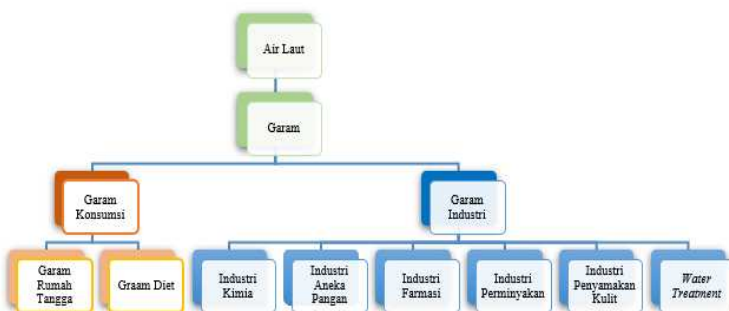 Air Laut
Garam
Garam
Konsumsi
Garam
Industri
Garam
Rumah
Tangga
Graam Diet
Industri
Kimia
Industri
Aneka
Pangan
Industri
Farmasi
Industri
Perminyakan
Industri
Penyamakan
Kulit
Water
Treatment